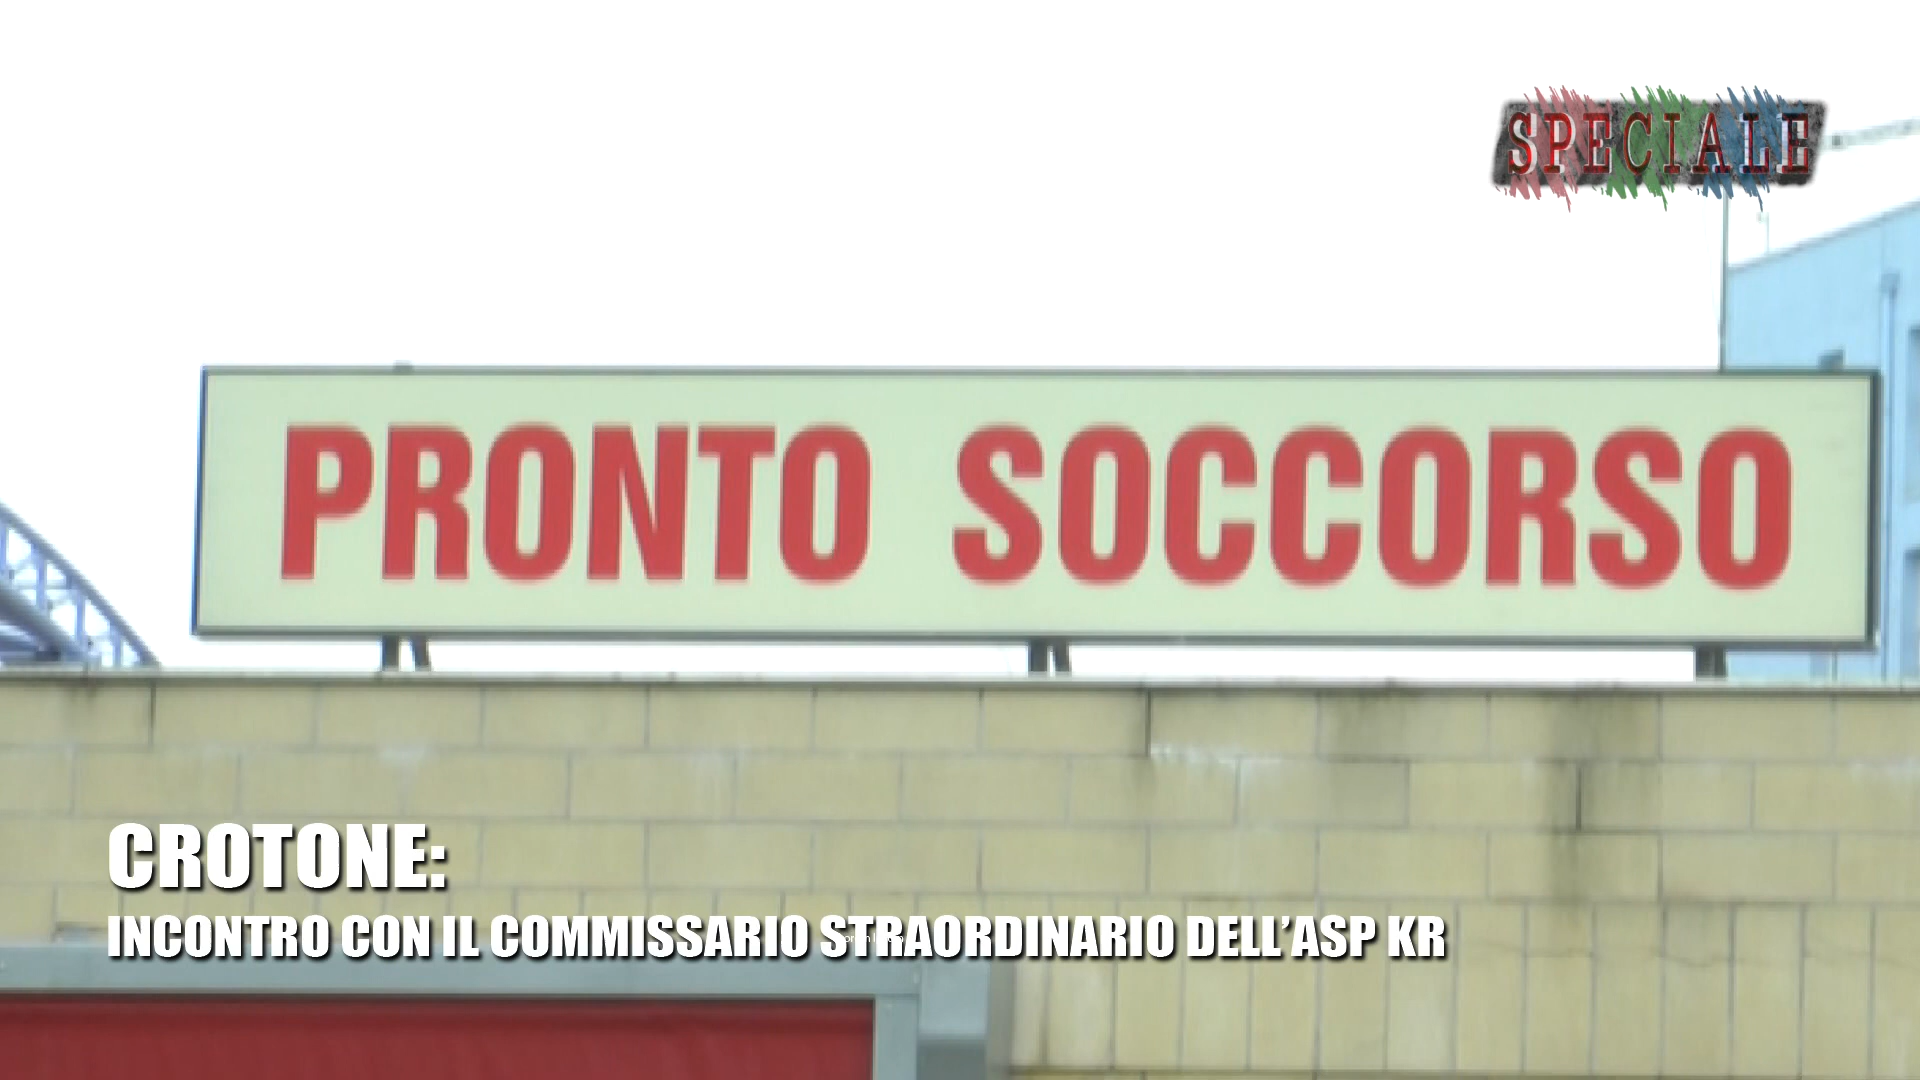 SPECIALE
PRONTO SOCCORSO
CROTONE:
INCONTRO CON IL COMMISSARIO STRAORDINARIO DELL'ASP KR